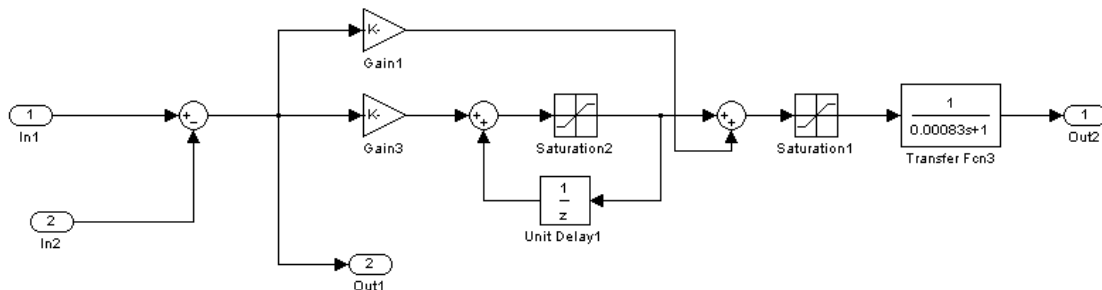 K-
Gain1
1
In1
+
−
K-
Gain3
+
+
Saturation2
+
+
Saturation1
1
0.00083s+1
Transfer Fcn3
1
Out2
2
In2
1
z
Unit Delay1
2
Out1